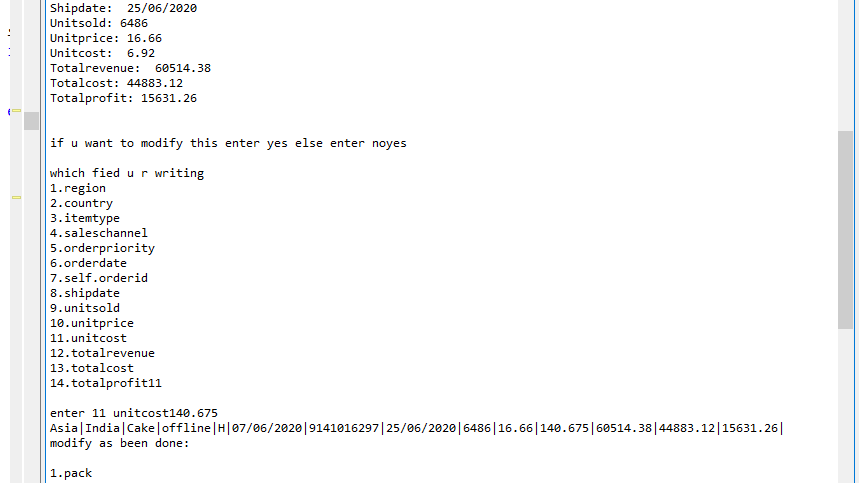 Shipdate:  25/06/2020
Unitsold: 6486
Unitprice: 16.66
Unitcost:  6.92
Totalrevenue:  60514.38
Totalcost: 44883.12
Totalprofit: 15631.26
if u want to modify this enter yes else enter noyes
which fied u r writing
1.region
2.country
3.itemtype
4.saleschannel
5.orderpriority
6.orderdate
7.self.orderid
8.shipdate
9.unitsold
10.unitprice
11.unitcost
12.totalrevenue
13.totalcost
14.totalprofit11
enter 11 unitcost140.675
Asia|India|Cake|offline|H|07/06/2020|9141016297|25/06/2020|6486|16.66|140.675|60514.38|44883.12|15631.26|
modify as been done:
1.pack